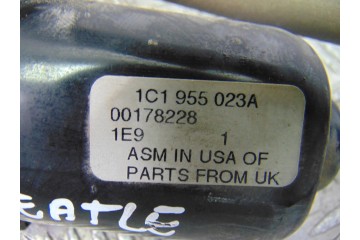 1C1 955 023A
00178228
1E9 1
ASM IN USA OF
PARTS FROM UK
EATLE